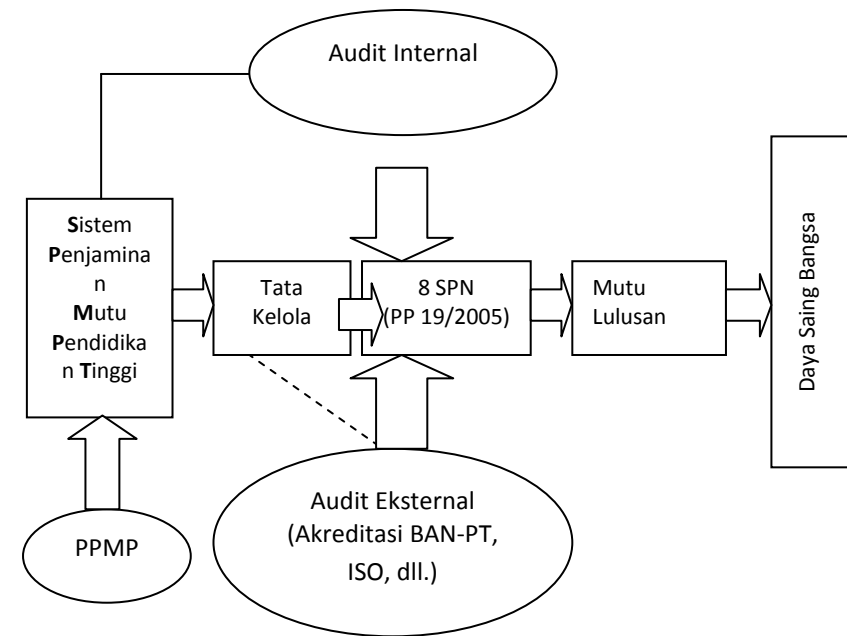 Audit Internal
Sistem
Penjamina
n
Mutu
Pendidika
n Tinggi
Tata
Kelola
8 SPN
(PP 19/2005)
Mutu
Lulusan
Daya Saing Bangsa
PPMP
Audit Eksternal
(Akreditasi BAN-PT,
ISO, dll.)